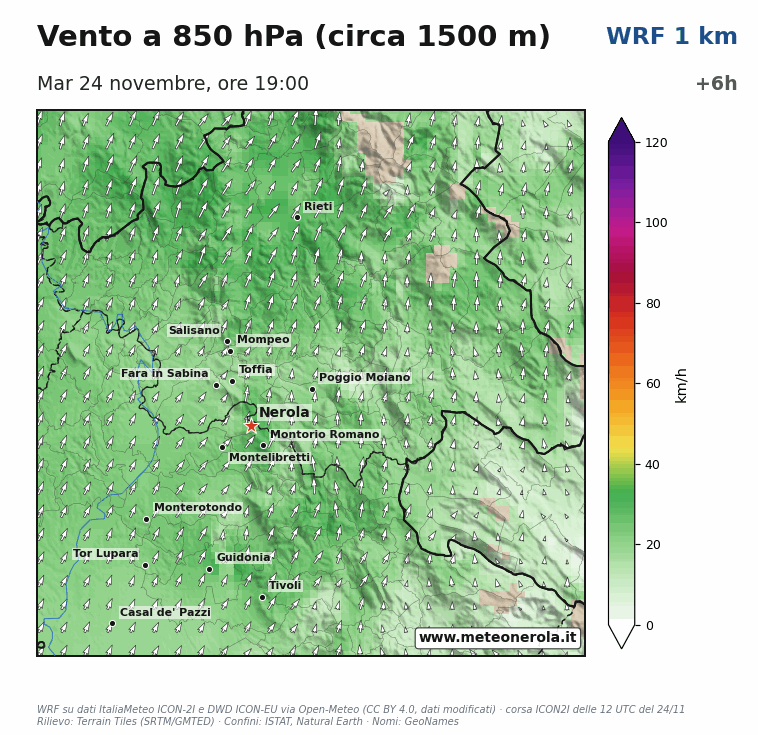 Vento a 850 hPa (circa 1500 m)
WRF 1 km
Mar 24 novembre, ore 19:00
+6h
Rieti
Salisano
Mompeo
Toffia
Fara in Sabina
Poggio Moiano
Nerola
Montorio Romano
Montelibretti
Monterotondo
Tor Lupara
Guidonia
Tivoli
Casal de' Pazzi
www.meteonerola.it
120
100
80
60
40
20
0
km/h
WRF su dati ItaliaMeteo ICON-2I e DWD ICON-EU via Open-Meteo (CC BY 4.0, dati modificati) · corsa ICON2I delle 12 UTC del 24/11
Rilievo: Terrain Tiles (SRTM/GMTED) · Confini: ISTAT, Natural Earth · Nomi: GeoNames